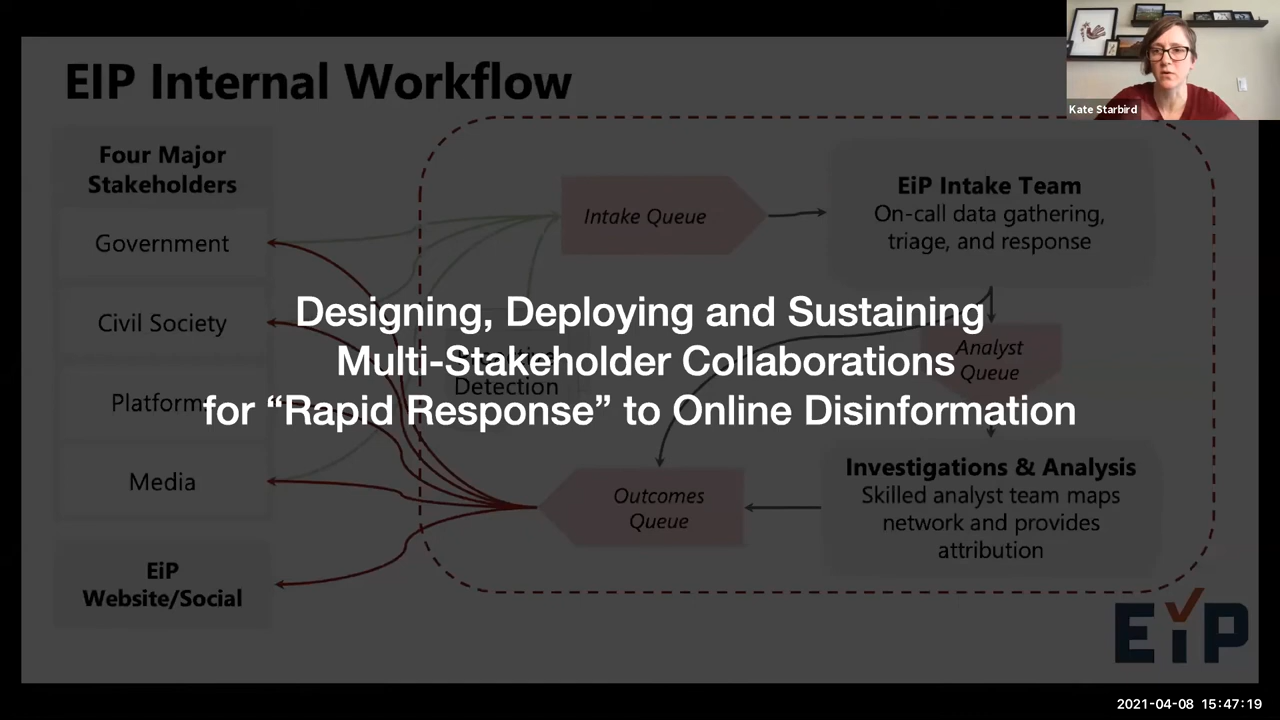 EIP Internal Workflow
Kate Starbird
Four Major
Stakeholders
Government
Civil Society
Platform
Media
EiP
Website/Social
Intake Queue
EiP Intake Team
On-call data gathering,
triage, and response
Detection
Analyst
Queue
Designing, Deploying and Sustaining
Multi-Stakeholder Collaborations
for “Rapid Response” to Online Disinformation
Investigations & Analysis
Skilled analyst team maps
network and provides
attribution
Outcomes
Queue
EiP
2021-04-08 15:47:19